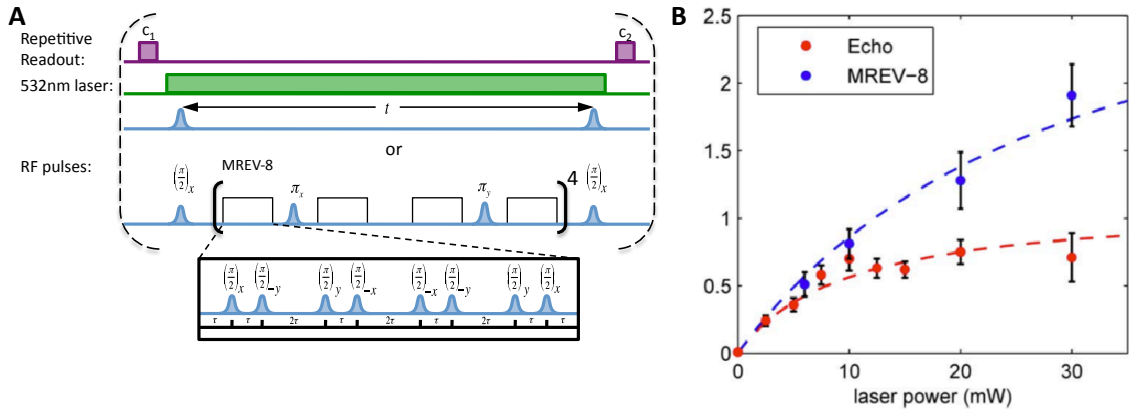 A
Repetitive
Readout:
c₁
c₂
532nm laser:
t
or
RF pulses:
(π/2)ₓ
MREV-8
πₓ
π_y
4
(π/2)ₓ
(π/2)ₓ (π/2)₋y (π/2)y (π/2)₋ₓ (π/2)₋ₓ (π/2)₋y (π/2)y (π/2)ₓ
τ τ 2τ τ 2τ τ 2τ τ τ
B
2.5
2
1.5
1
0.5
0
Echo
MREV−8
0 10 20 30
laser power (mW)